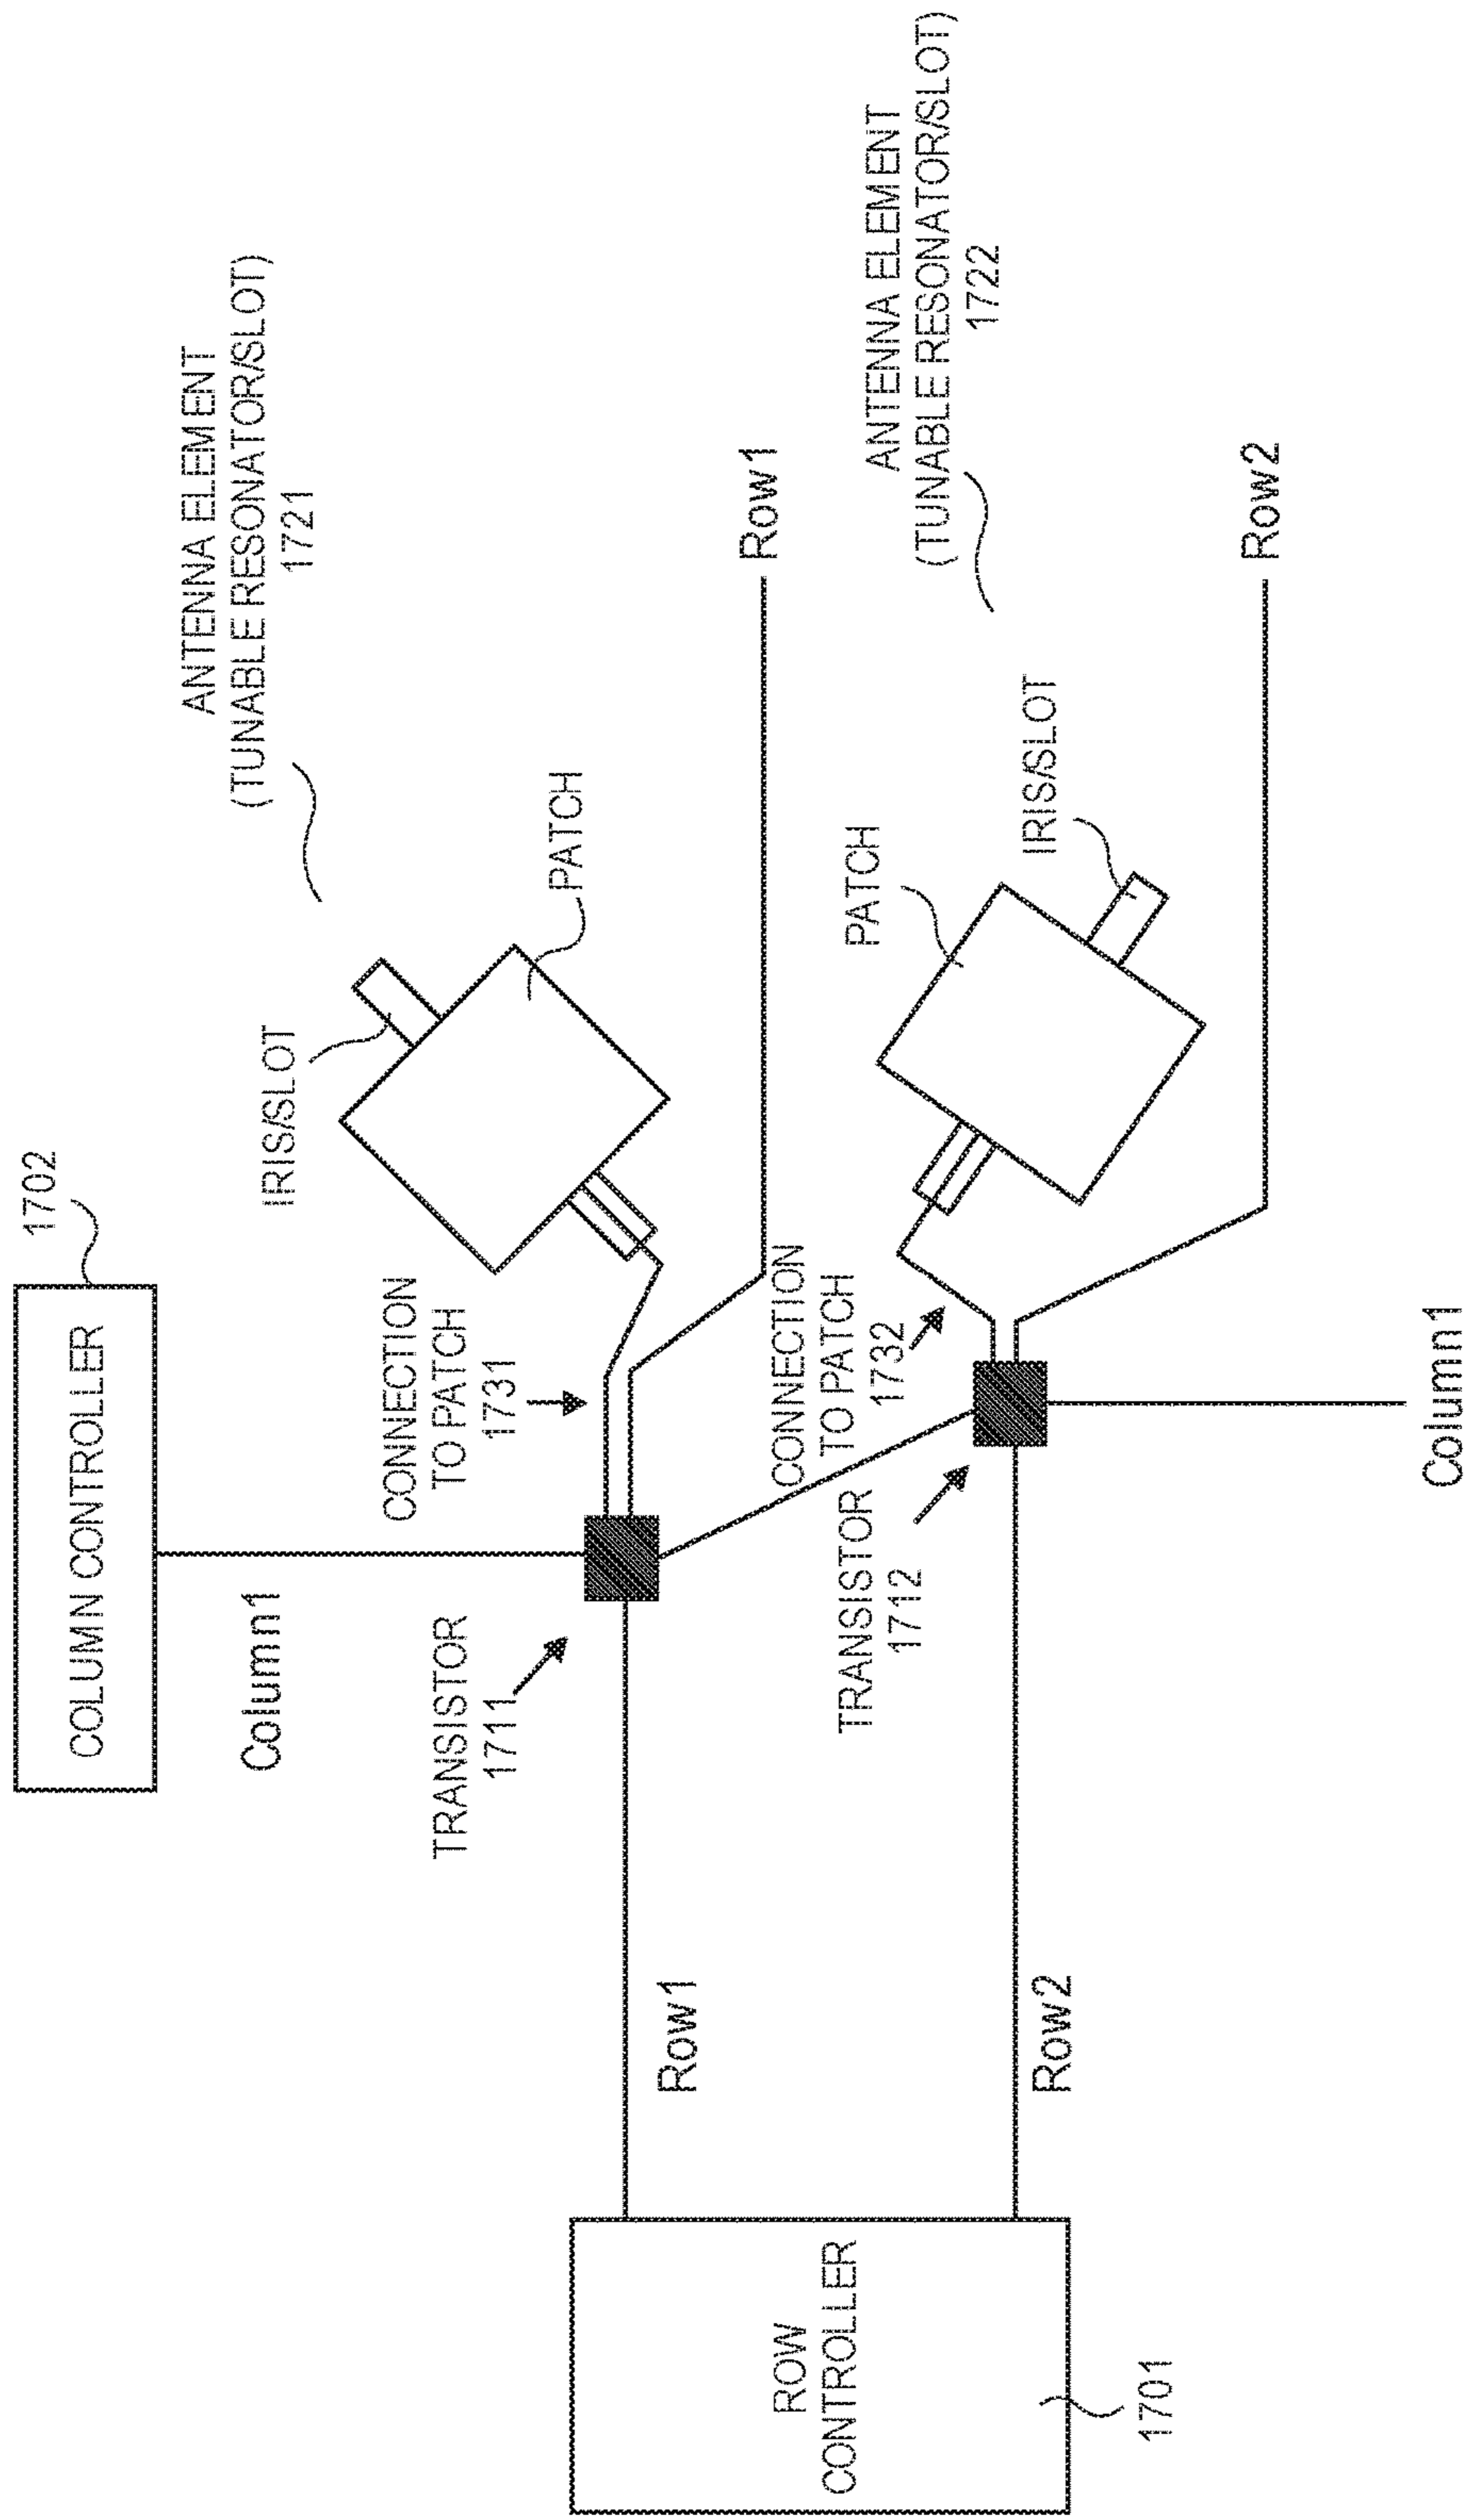 COLUMN CONTROLLER
1702
Column1
ANTENNA ELEMENT
(TUNABLE RESONATOR/SLOT)
1721
IRIS/SLOT
PATCH
CONNECTION
TO PATCH
1731
TRANSISTOR
1711
Row1
Row1
ANTENNA ELEMENT
(TUNABLE RESONATOR/SLOT)
1722
PATCH
IRIS/SLOT
CONNECTION
TO PATCH
1732
TRANSISTOR
1712
ROW
CONTROLLER
1701
Row2
Row2
Column1